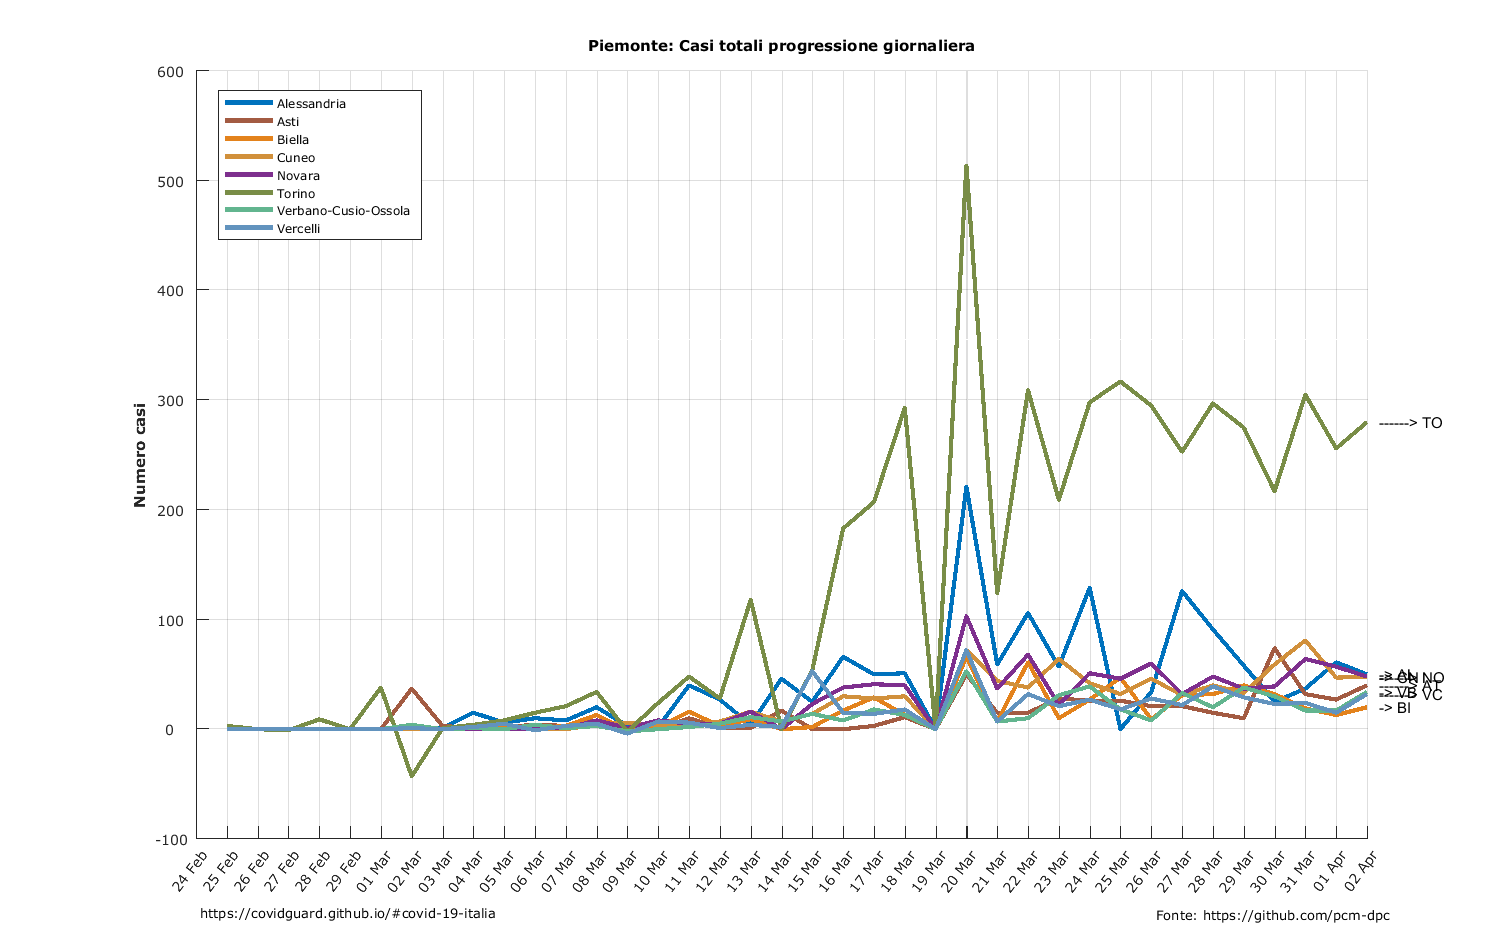 Piemonte: Casi totali progressione giornaliera
600
500
400
300
200
100
0
-100
Numero casi
Alessandria
Asti
Biella
Cuneo
Novara
Torino
Verbano-Cusio-Ossola
Vercelli
------> TO
NO
VC
-> BI
24 Feb
25 Feb
26 Feb
27 Feb
28 Feb
29 Feb
01 Mar
02 Mar
03 Mar
04 Mar
05 Mar
06 Mar
07 Mar
08 Mar
09 Mar
10 Mar
11 Mar
12 Mar
13 Mar
14 Mar
15 Mar
16 Mar
17 Mar
18 Mar
19 Mar
20 Mar
21 Mar
22 Mar
23 Mar
24 Mar
25 Mar
26 Mar
27 Mar
28 Mar
29 Mar
30 Mar
31 Mar
01 Apr
02 Apr
https://covidguard.github.io/#covid-19-italia
Fonte: https://github.com/pcm-dpc